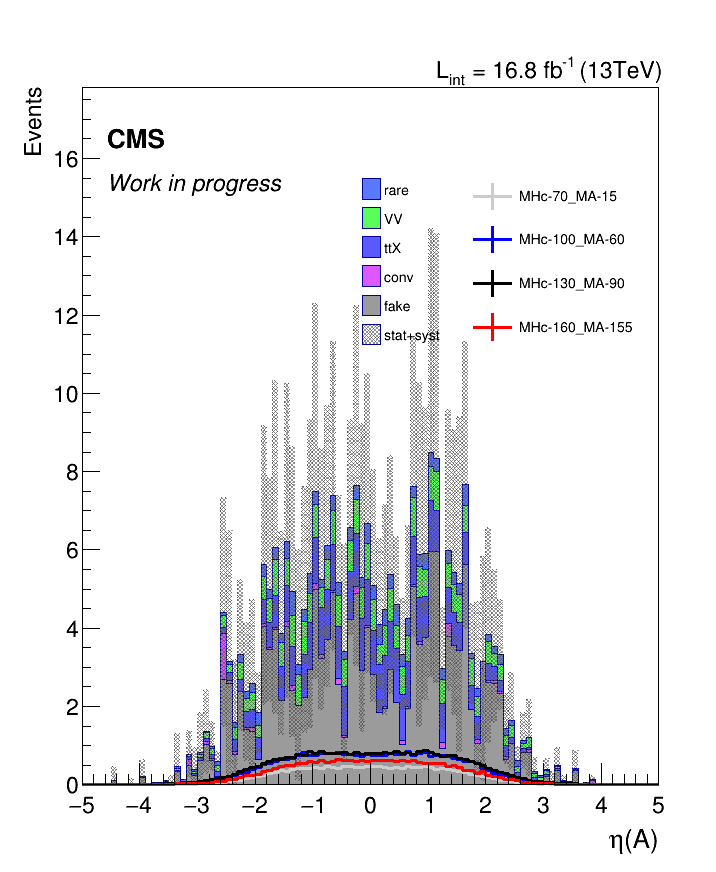 L_int = 16.8 fb^-1 (13TeV)
Events
CMS
Work in progress
rare
VV
ttX
conv
fake
stat+syst
MHc-70_MA-15
MHc-100_MA-60
MHc-130_MA-90
MHc-160_MA-155
16
14
12
10
8
6
4
2
0
−5 −4 −3 −2 −1 0 1 2 3 4 5
η(A)